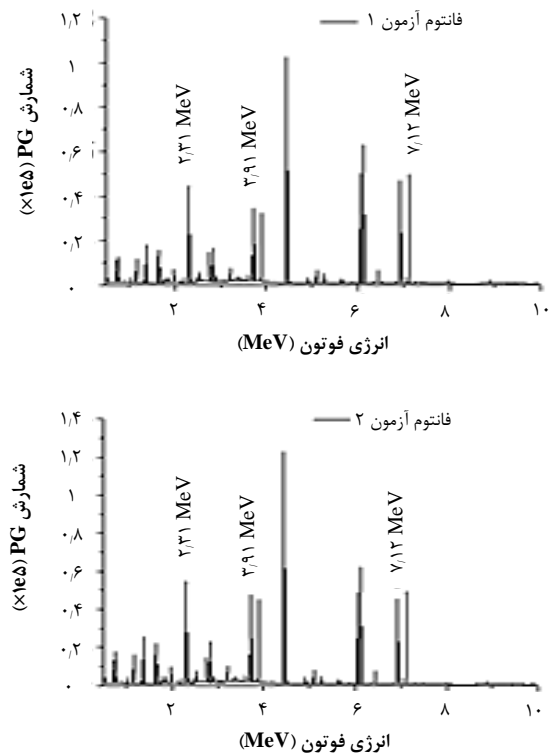 فانتوم آزمون ۱
شمارش PG (×۱e۵)
۱٫۲
۱
۰٫۸
۰٫۶
۰٫۴
۰٫۲
۰
۲٫۳۱ MeV
۳٫۹۱ MeV
۷٫۱۲ MeV
۲ ۴ ۶ ۸ ۱۰
انرژی فوتون (MeV)
فانتوم آزمون ۲
شمارش PG (×۱e۵)
۱٫۴
۱٫۲
۱
۰٫۸
۰٫۶
۰٫۴
۰٫۲
۰
۲٫۳۱ MeV
۳٫۹۱ MeV
۷٫۱۲ MeV
۲ ۴ ۶ ۸ ۱۰
انرژی فوتون (MeV)